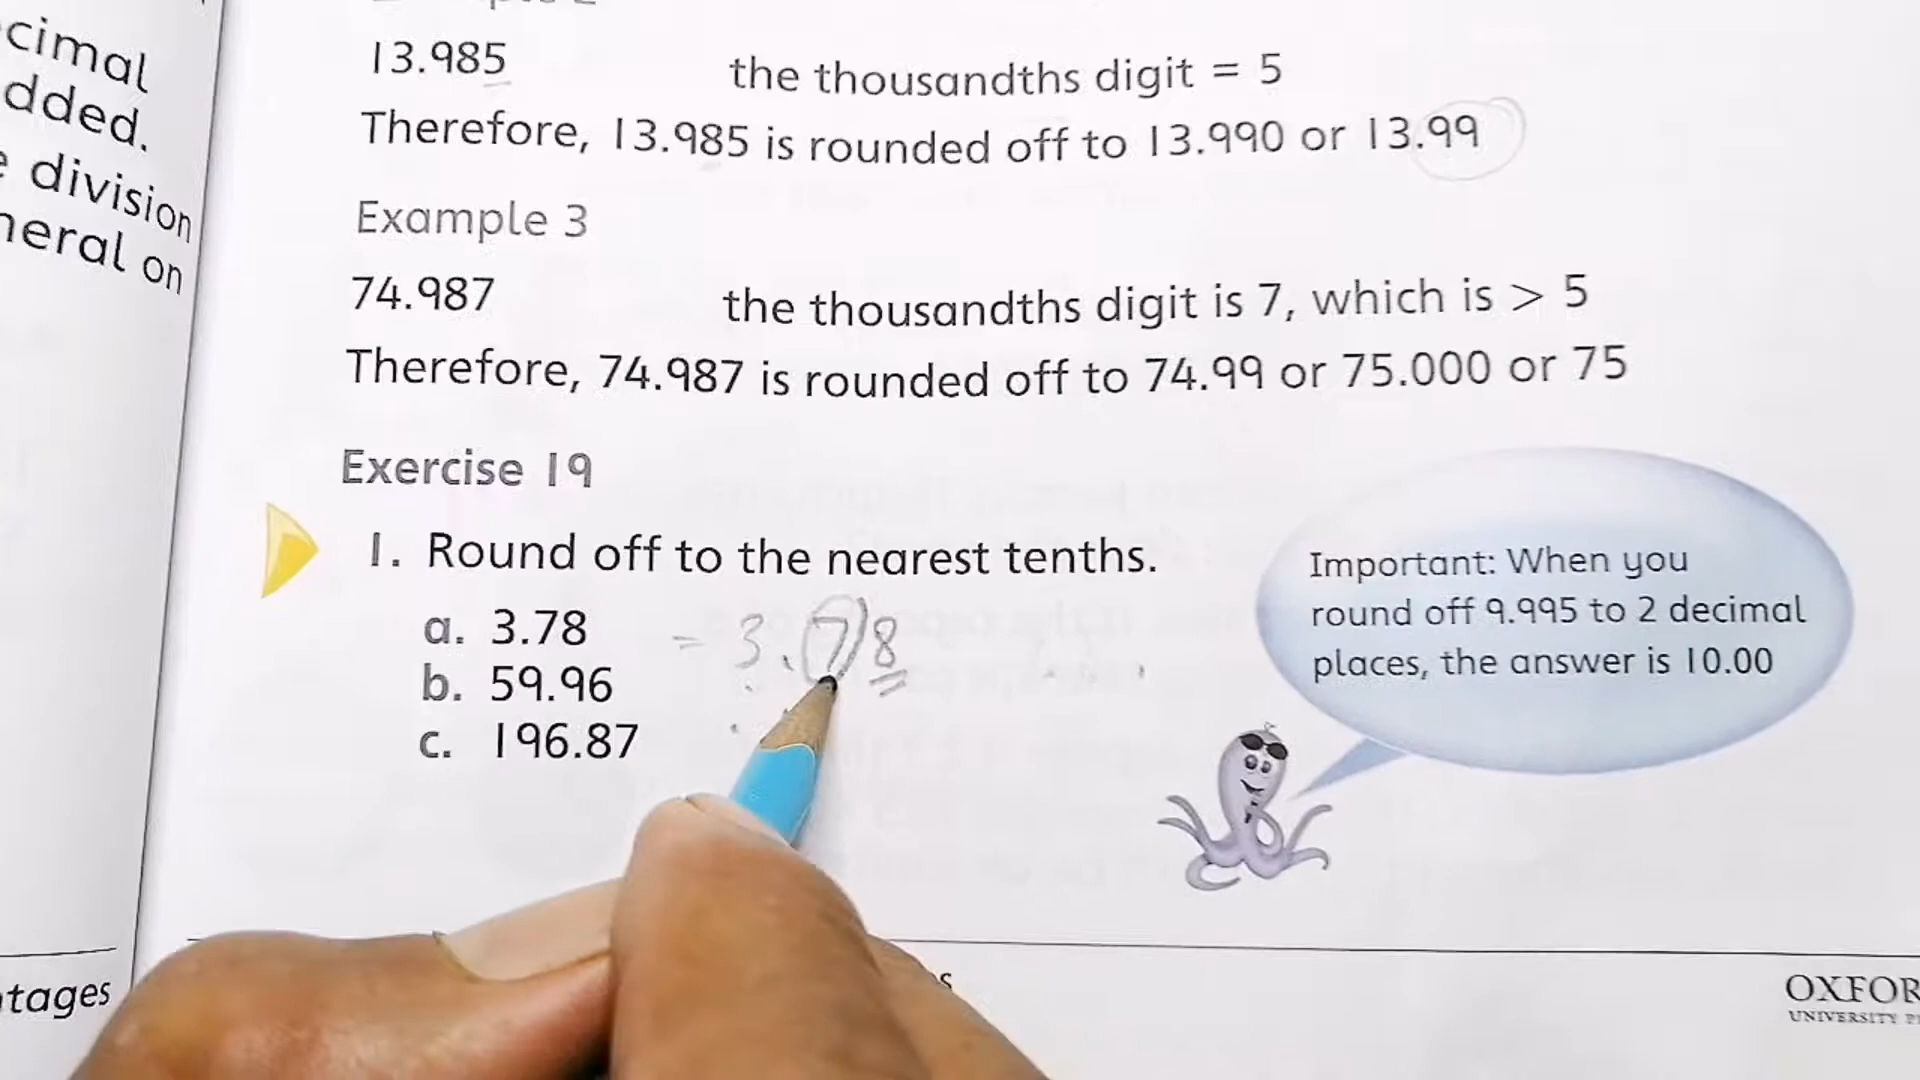 cimal
dded.
division
neral on
tages
13.985 the thousandths digit = 5
Therefore, 13.985 is rounded off to 13.990 or 13.99
Example 3
74.987 the thousandths digit is 7, which is > 5
Therefore, 74.987 is rounded off to 74.99 or 75.000 or 75
Exercise 19
1. Round off to the nearest tenths.
a. 3.78 = 3.78
b. 59.96
c. 196.87
Important: When you
round off 9.995 to 2 decimal
places, the answer is 10.00
s
OXFOR
UNIVERSITY P